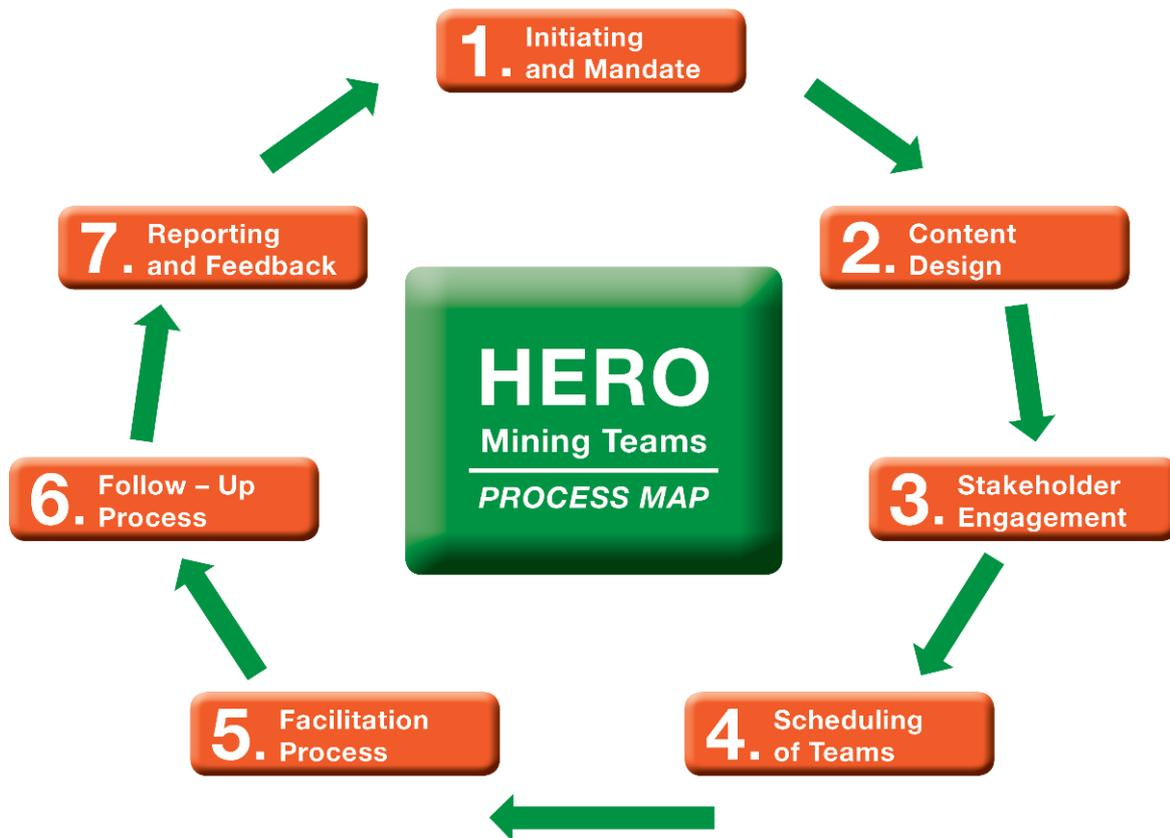 1. Initiating
and Mandate
2. Content
Design
3. Stakeholder
Engagement
4. Scheduling
of Teams
5. Facilitation
Process
6. Follow – Up
Process
7. Reporting
and Feedback
HERO
Mining Teams
PROCESS MAP